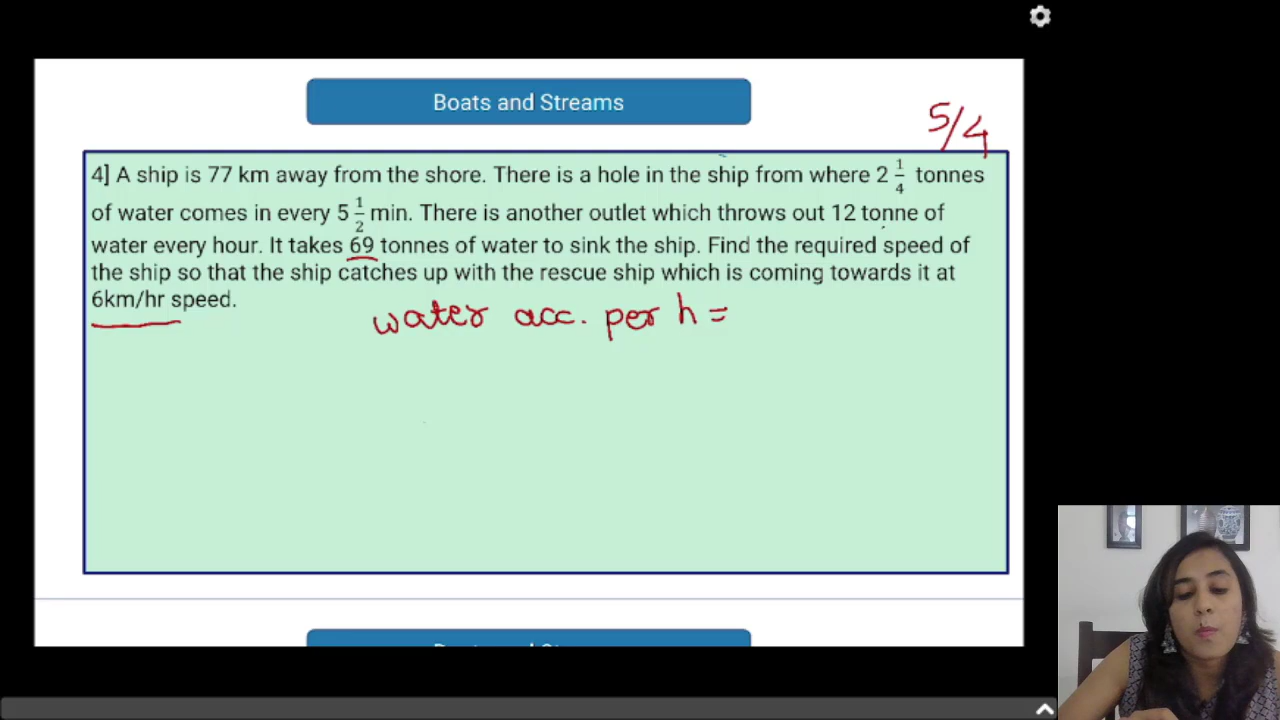 Boats and Streams
5/4
4] A ship is 77 km away from the shore. There is a hole in the ship from where 2 1/4 tonnes
of water comes in every 5 1/2 min. There is another outlet which throws out 12 tonne of
water every hour. It takes 69 tonnes of water to sink the ship. Find the required speed of
the ship so that the ship catches up with the rescue ship which is coming towards it at
6km/hr speed.
water acc. per h =